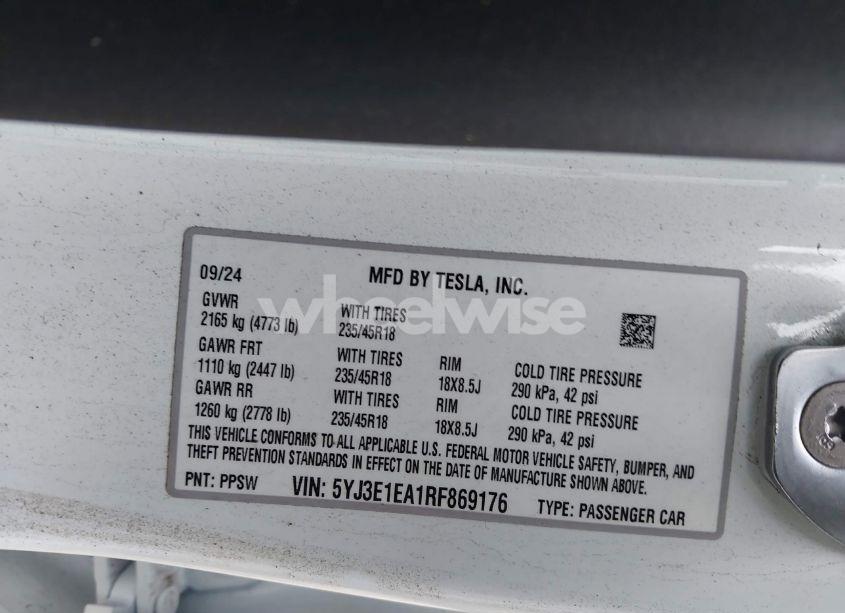 09/24 MFD BY TESLA, INC.
GVWR WITH TIRES
2165 kg (4773 lb) 235/45R18
GAWR FRT WITH TIRES RIM COLD TIRE PRESSURE
1110 kg (2447 lb) 235/45R18 18X8.5J 290 kPa, 42 psi
GAWR RR WITH TIRES RIM COLD TIRE PRESSURE
1260 kg (2778 lb) 235/45R18 18X8.5J 290 kPa, 42 psi
THIS VEHICLE CONFORMS TO ALL APPLICABLE U.S. FEDERAL MOTOR VEHICLE SAFETY, BUMPER, AND
THEFT PREVENTION STANDARDS IN EFFECT ON THE DATE OF MANUFACTURE SHOWN ABOVE.
PNT: PPSW VIN: 5YJ3E1EA1RF869176 TYPE: PASSENGER CAR
wheelwise